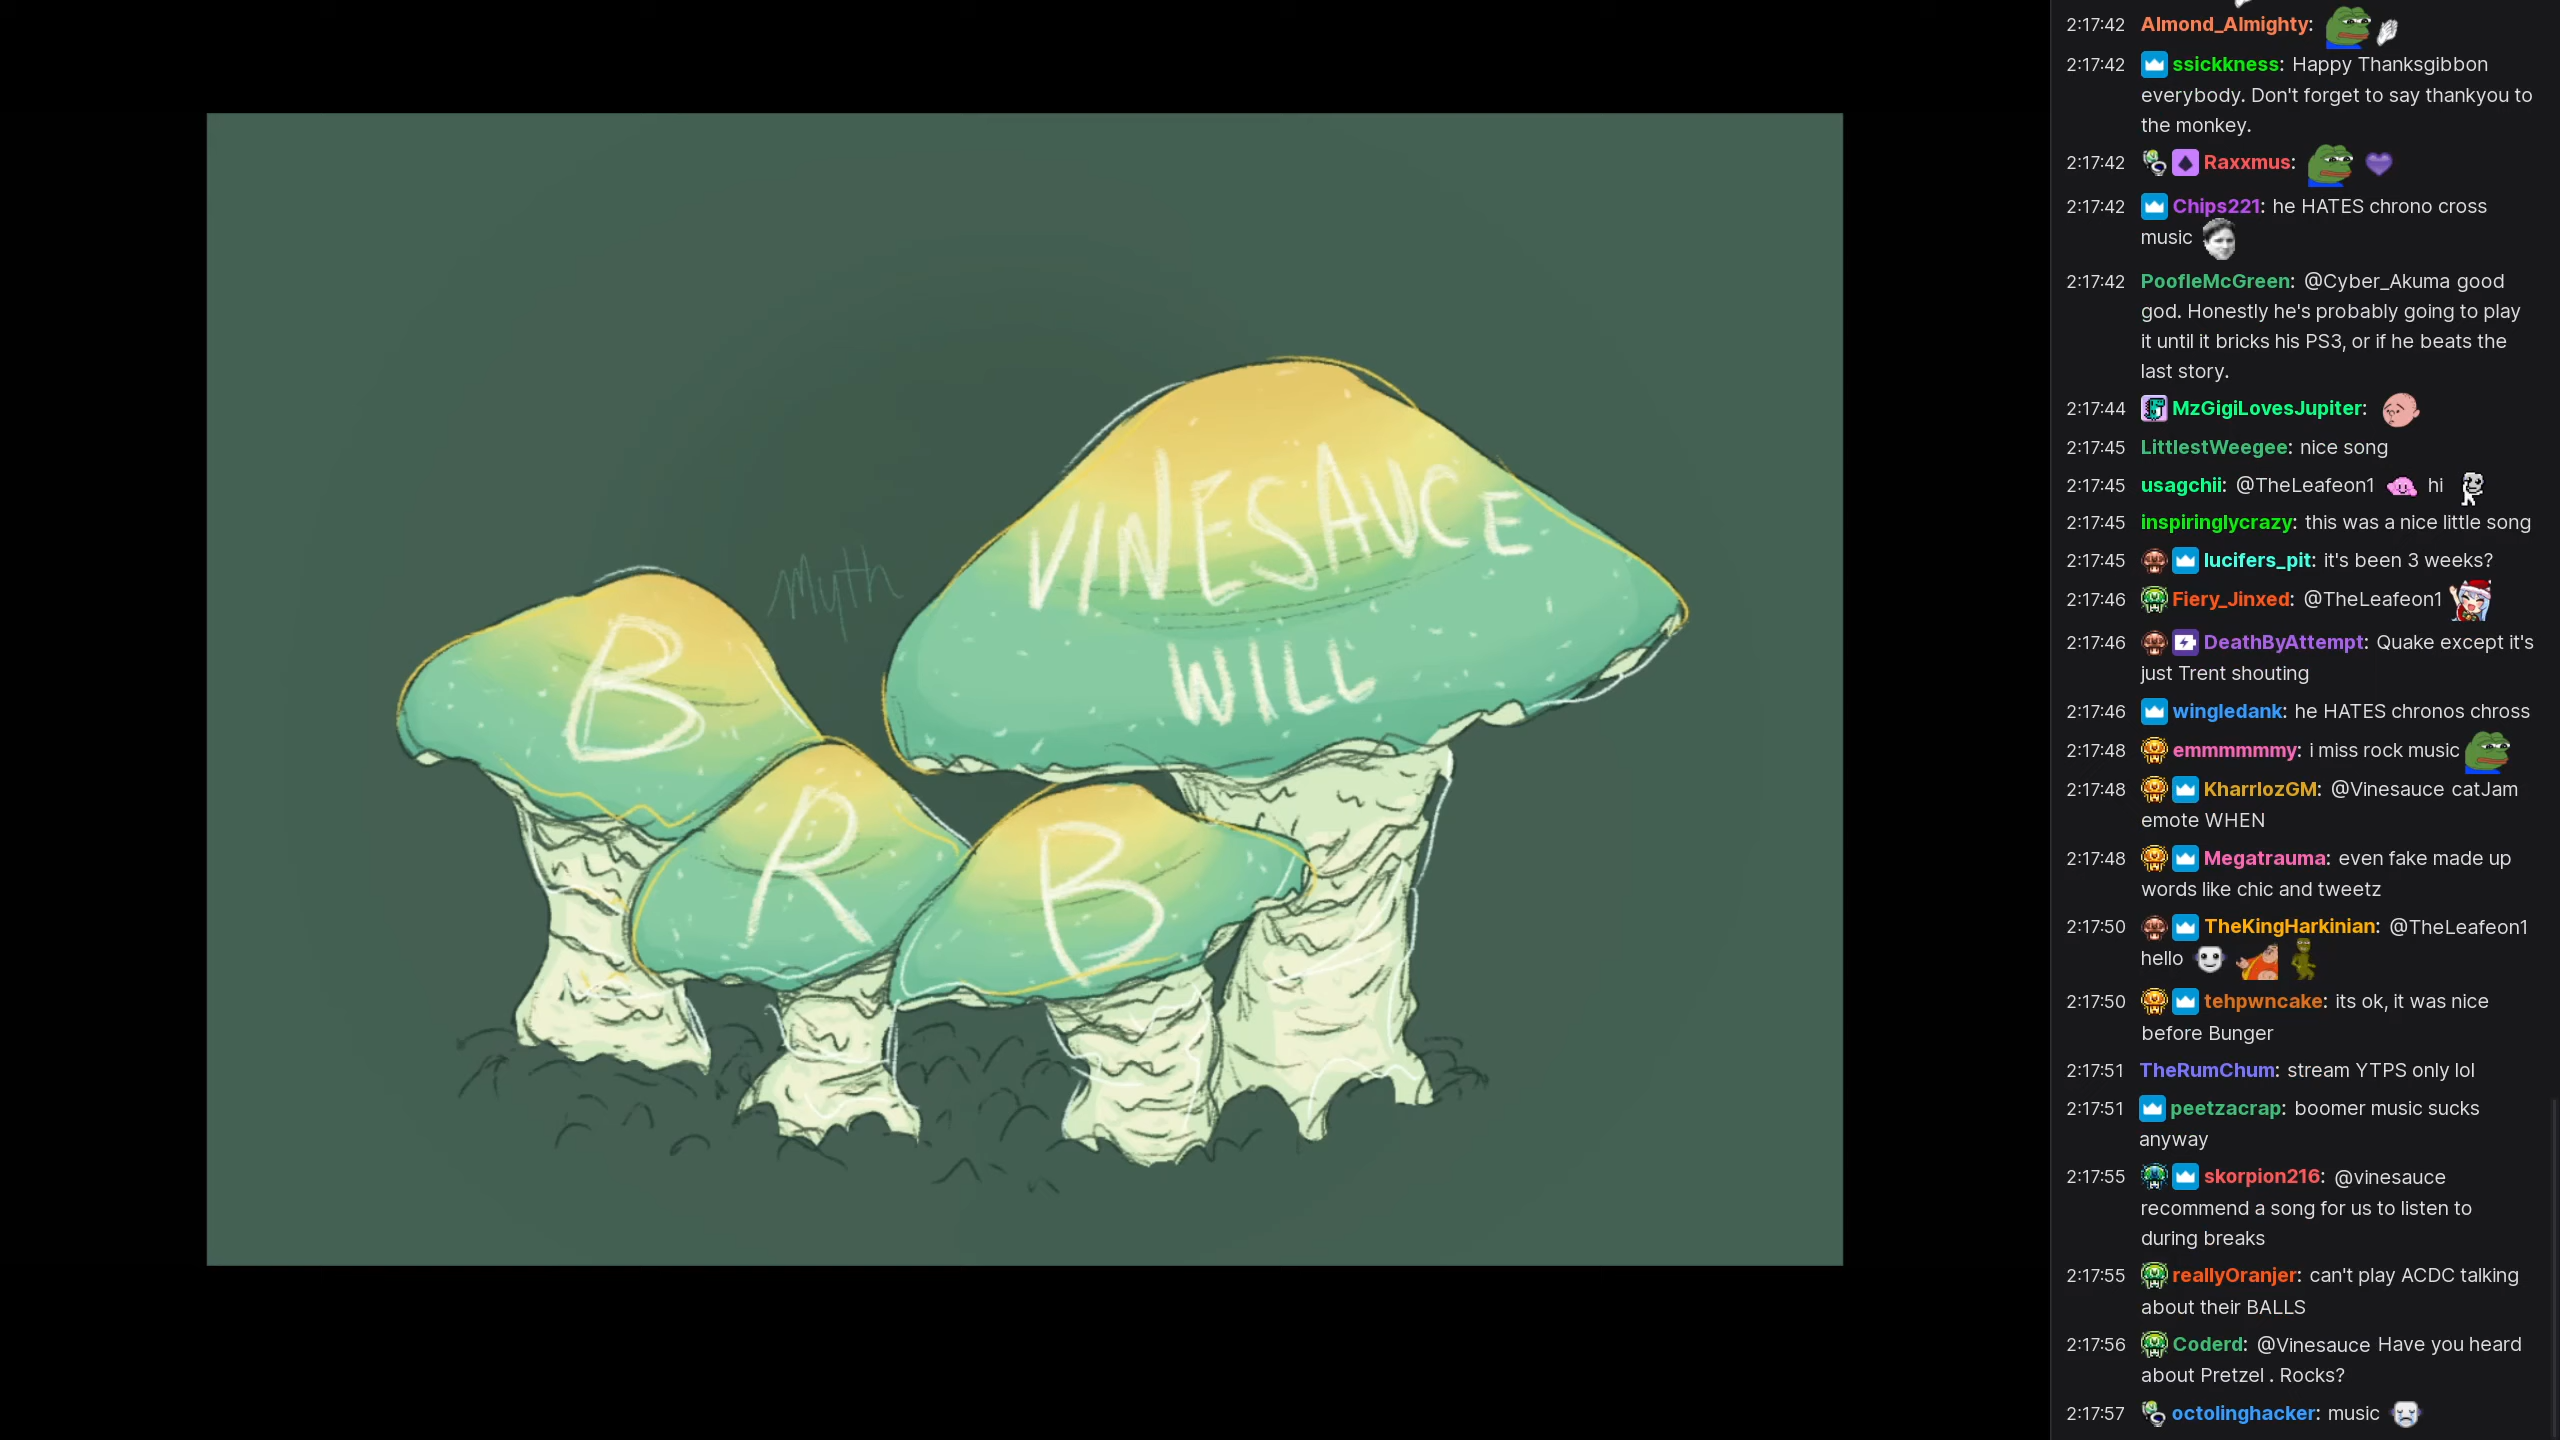 Myth
VINESAUCE
WILL
B
R
B
2:17:42 Almond_Almighty:
2:17:42 ssickkness: Happy Thanksgibbon
everybody. Don't forget to say thankyou to
the monkey.
2:17:42 Raxxmus:
2:17:42 Chips221: he HATES chrono cross
music
2:17:42 PoofleMcGreen: @Cyber_Akuma good
god. Honestly he's probably going to play
it until it bricks his PS3, or if he beats the
last story.
2:17:44 MzGigiLovesJupiter:
2:17:45 LittlestWeegee: nice song
2:17:45 usagchii: @TheLeafeon1 hi
2:17:45 inspiringlycrazy: this was a nice little song
2:17:45 lucifers_pit: it's been 3 weeks?
2:17:46 Fiery_Jinxed: @TheLeafeon1
2:17:46 DeathByAttempt: Quake except it's
just Trent shouting
2:17:46 wingledank: he HATES chronos chross
2:17:48 emmmmmmy: i miss rock music
2:17:48 KharrlozGM: @Vinesauce catJam
emote WHEN
2:17:48 Megatrauma: even fake made up
words like chic and tweetz
2:17:50 TheKingHarkinian: @TheLeafeon1
hello
2:17:50 tehpwncake: its ok, it was nice
before Bunger
2:17:51 TheRumChum: stream YTPS only lol
2:17:51 peetzacrap: boomer music sucks
anyway
2:17:55 skorpion216: @vinesauce
recommend a song for us to listen to
during breaks
2:17:55 reallyOranjer: can't play ACDC talking
about their BALLS
2:17:56 Coderd: @Vinesauce Have you heard
about Pretzel . Rocks?
2:17:57 octolinghacker: music